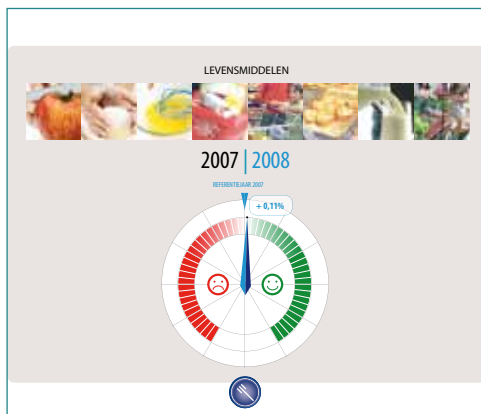 LEVENSMIDDELEN
2007 | 2008
REFERENTIEJAAR 2007
+ 0,11%